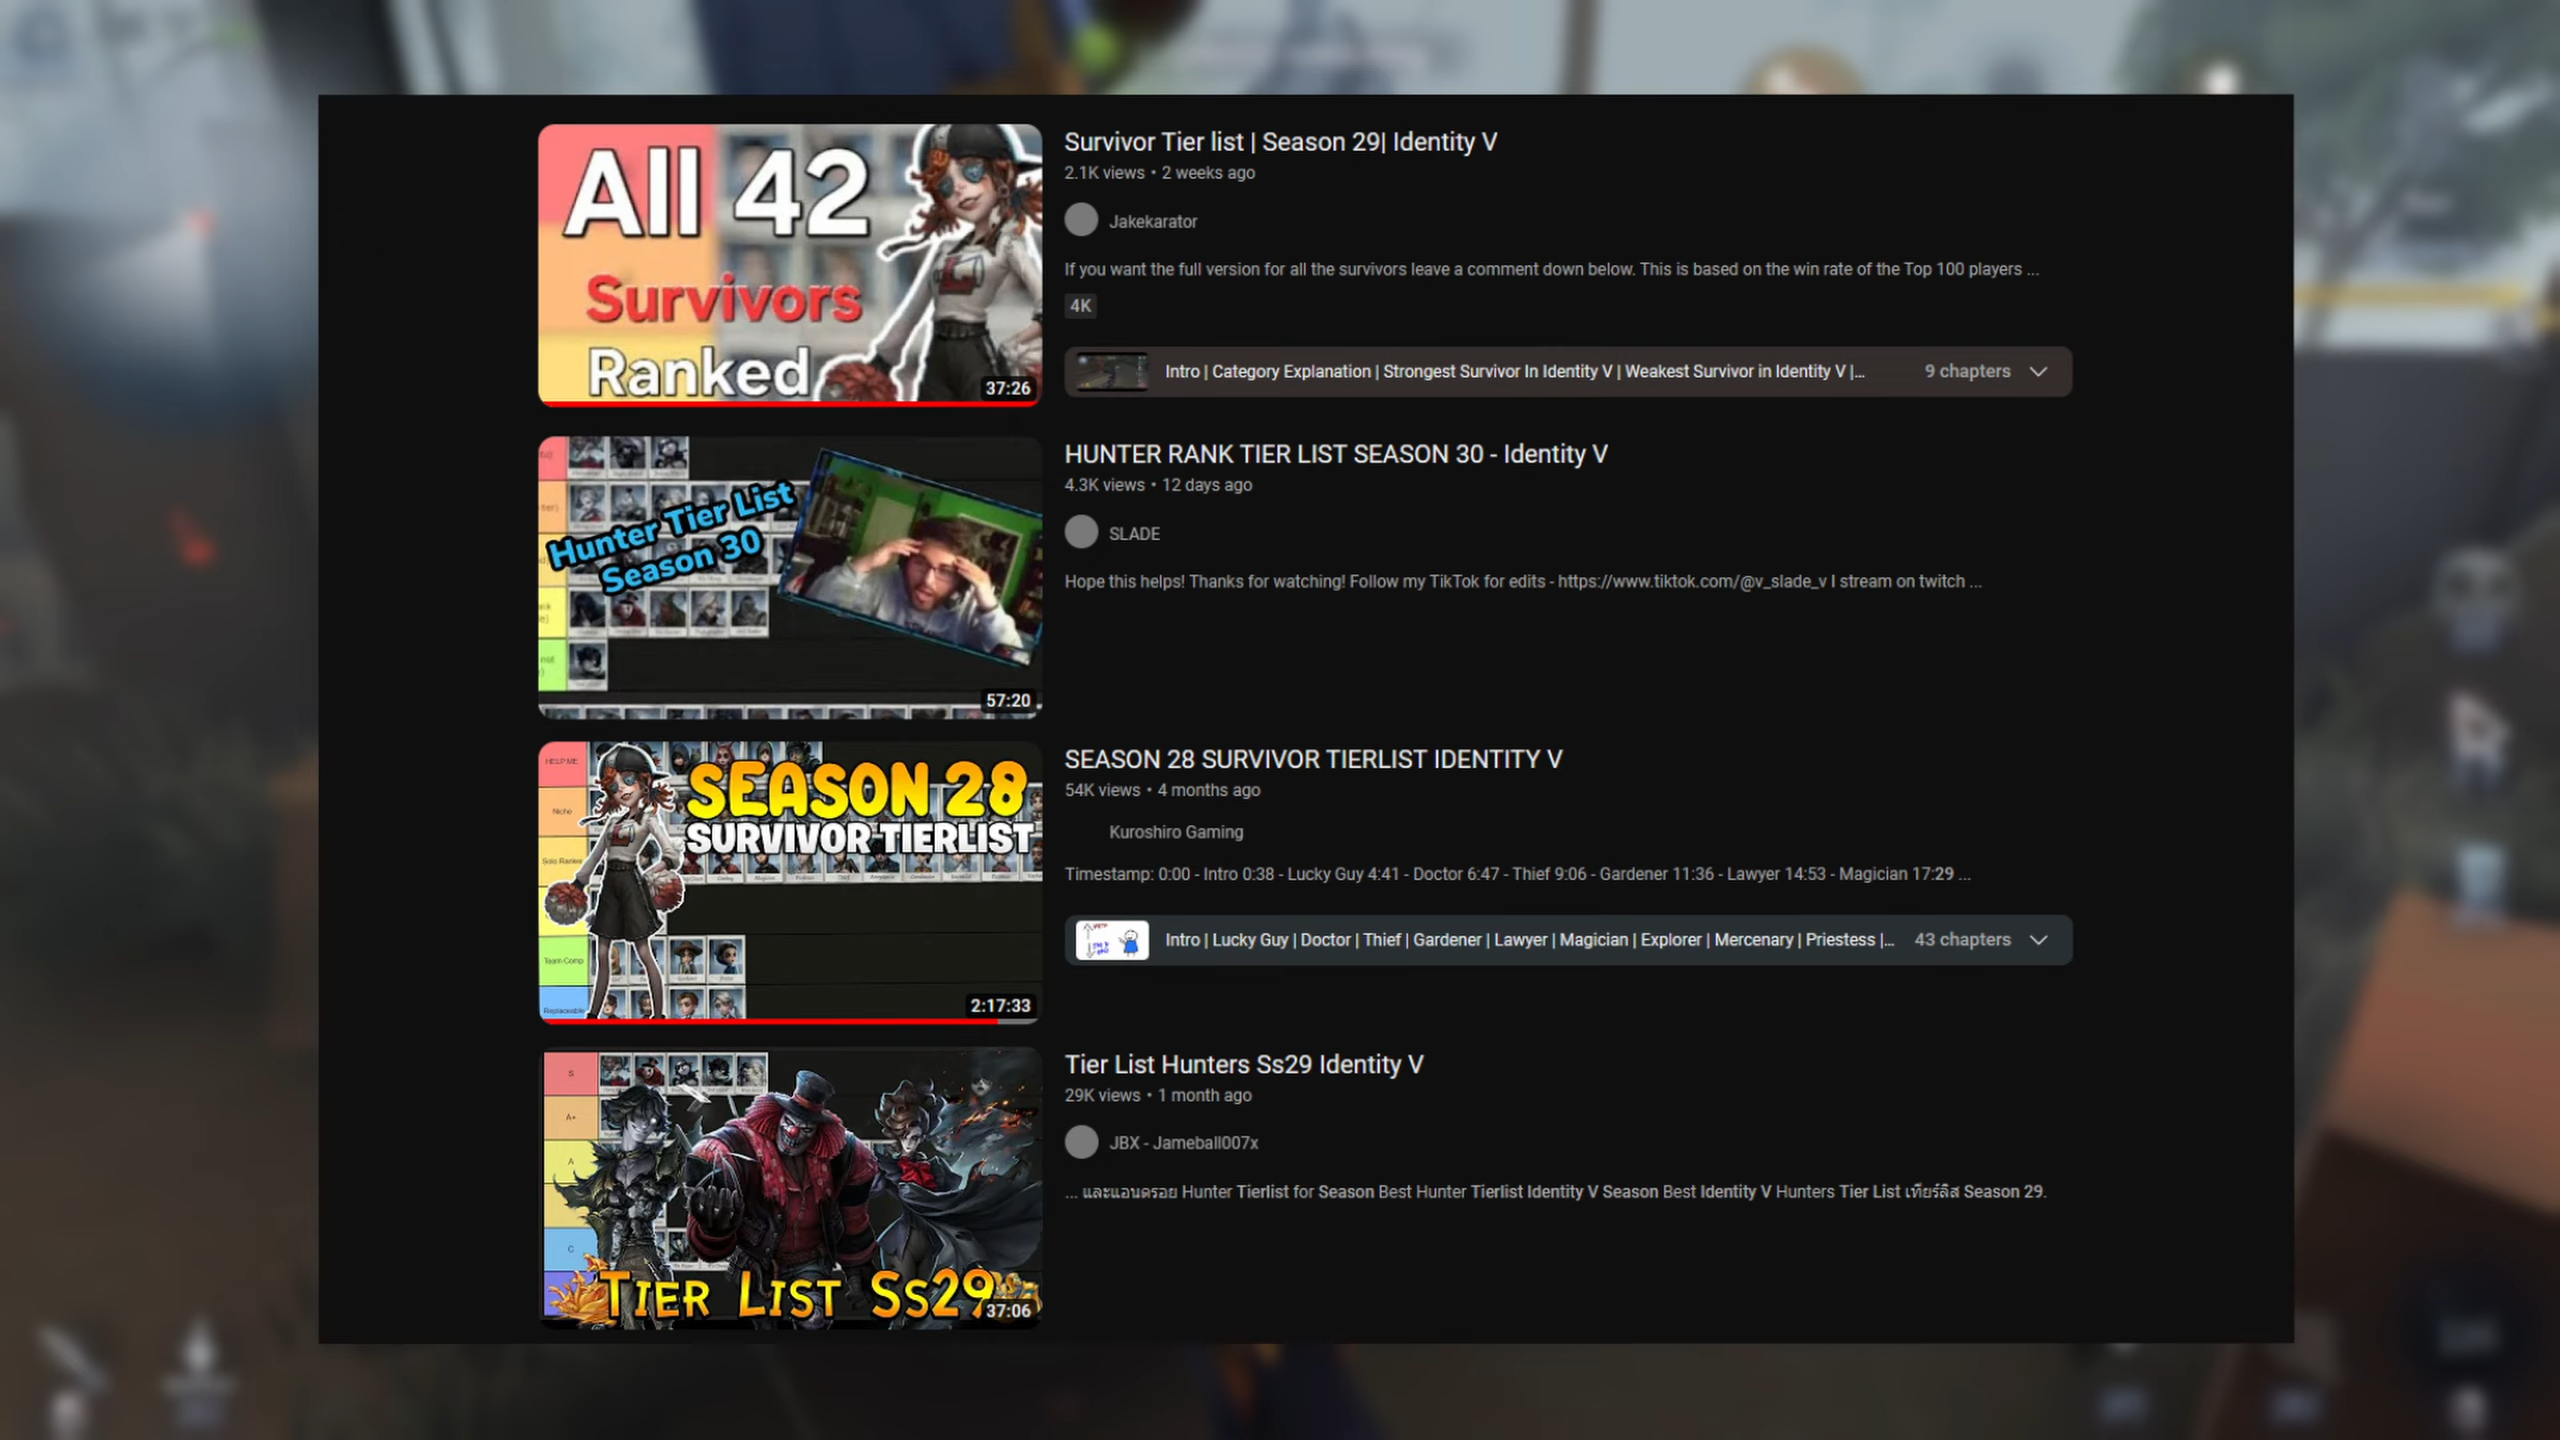 All 42
Survivors
Ranked
37:26
Survivor Tier list | Season 29| Identity V
2.1K views • 2 weeks ago
Jakekarator
If you want the full version for all the survivors leave a comment down below. This is based on the win rate of the Top 100 players ...
4K
Intro | Category Explanation | Strongest Survivor In Identity V | Weakest Survivor in Identity V |...
9 chapters
Hunter Tier List
Season 30
57:20
HUNTER RANK TIER LIST SEASON 30 - Identity V
4.3K views • 12 days ago
SLADE
Hope this helps! Thanks for watching! Follow my TikTok for edits - https://www.tiktok.com/@v_slade_v I stream on twitch ...
HELP ME
Niche
Solo Ranked
Team Comp
Replaceable
SEASON 28
SURVIVOR TIERLIST
2:17:33
SEASON 28 SURVIVOR TIERLIST IDENTITY V
54K views • 4 months ago
Kuroshiro Gaming
Timestamp: 0:00 - Intro 0:38 - Lucky Guy 4:41 - Doctor 6:47 - Thief 9:06 - Gardener 11:36 - Lawyer 14:53 - Magician 17:29 ...
Intro | Lucky Guy | Doctor | Thief | Gardener | Lawyer | Magician | Explorer | Mercenary | Priestess |...
43 chapters
S
A+
A
C
TIER LIST SS29
37:06
Tier List Hunters Ss29 Identity V
29K views • 1 month ago
JBX - Jameball007x
... และแอนดรอย Hunter Tierlist for Season Best Hunter Tierlist Identity V Season Best Identity V Hunters Tier List เทียร์ลิส Season 29.